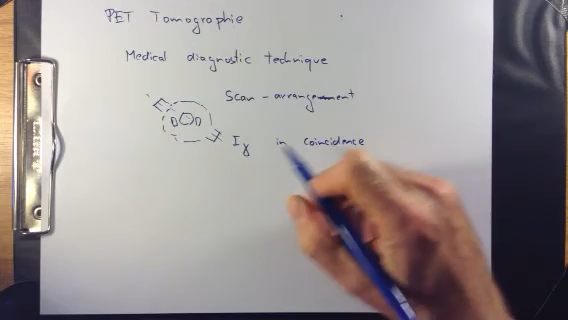 PET Tomographie
Medical diagnostic technique
Scan - arrangement
Iγ in coincidence